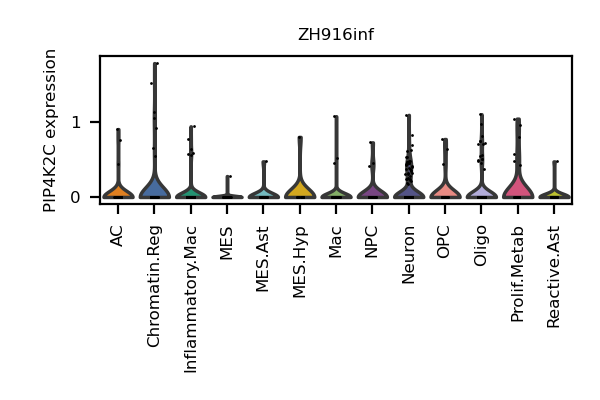 ZH916inf
PIP4K2C expression
1
0
AC
Chromatin.Reg
Inflammatory.Mac
MES
MES.Ast
MES.Hyp
Mac
NPC
Neuron
OPC
Oligo
Prolif.Metab
Reactive.Ast